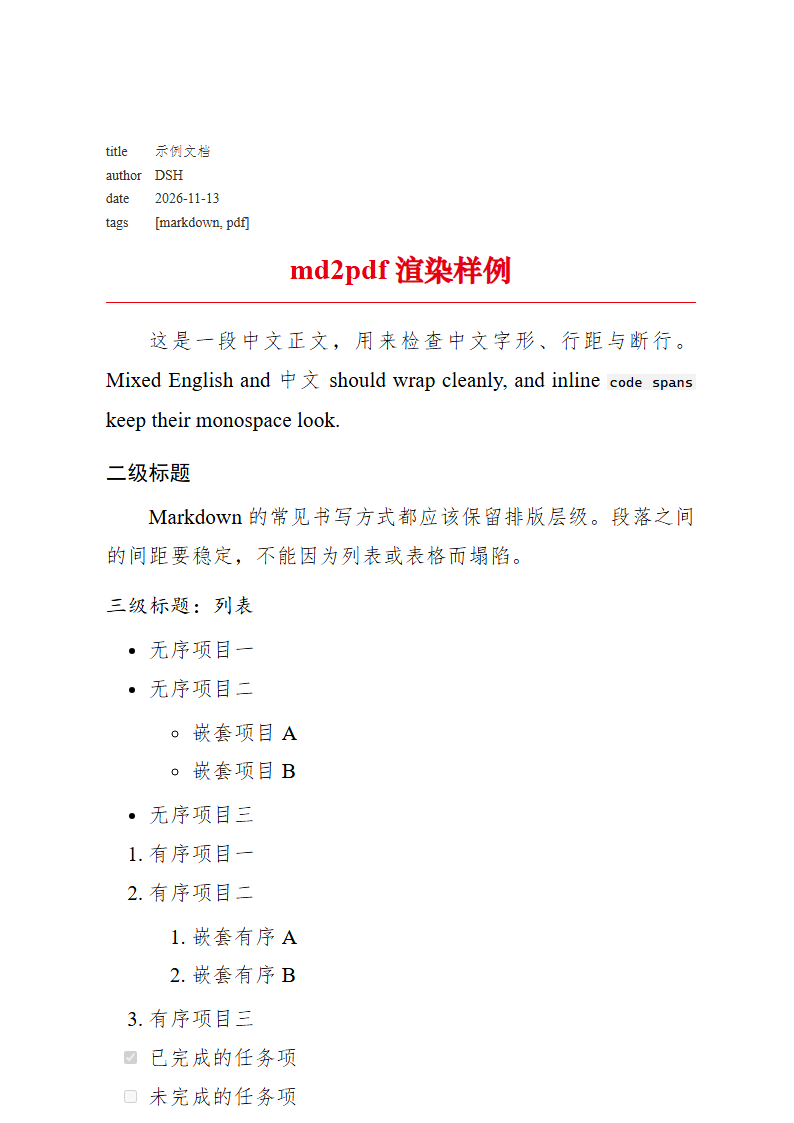 title 示例文档
author DSH
date 2026-11-13
tags [markdown, pdf]
md2pdf 渲染样例
这是一段中文正文，用来检查中文字形、行距与断行。
Mixed English and 中文 should wrap cleanly, and inline code spans
keep their monospace look.
二级标题
Markdown 的常见书写方式都应该保留排版层级。段落之间
的间距要稳定，不能因为列表或表格而塌陷。
三级标题：列表
• 无序项目一
• 无序项目二
◦ 嵌套项目 A
◦ 嵌套项目 B
• 无序项目三
1. 有序项目一
2. 有序项目二
1. 嵌套有序 A
2. 嵌套有序 B
3. 有序项目三
已完成的任务项
未完成的任务项